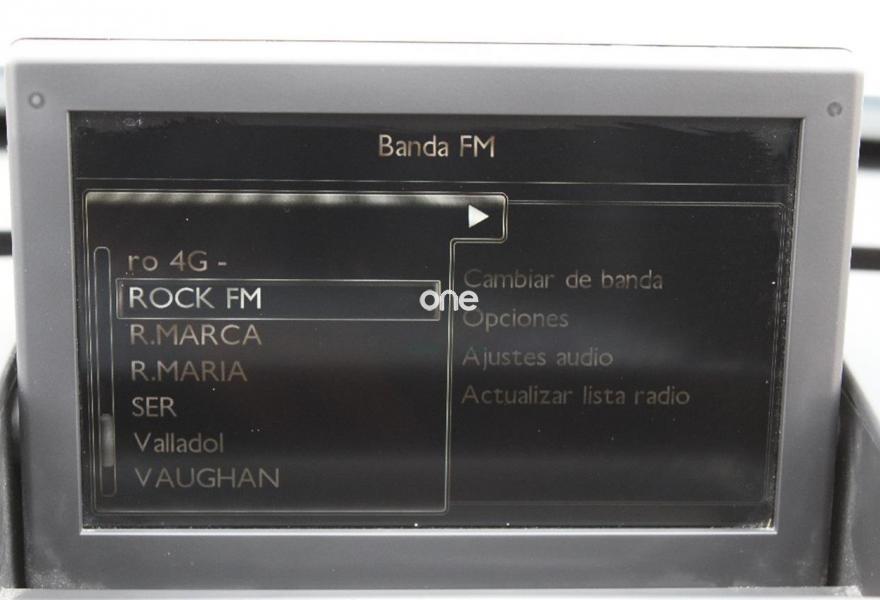 Banda FM
ro 4G -
ROCK FM
R.MARCA
R.MARIA
SER
Valladol
VAUGHAN
one
Cambiar de banda
Opciones
Ajustes audio
Actualizar lista radio